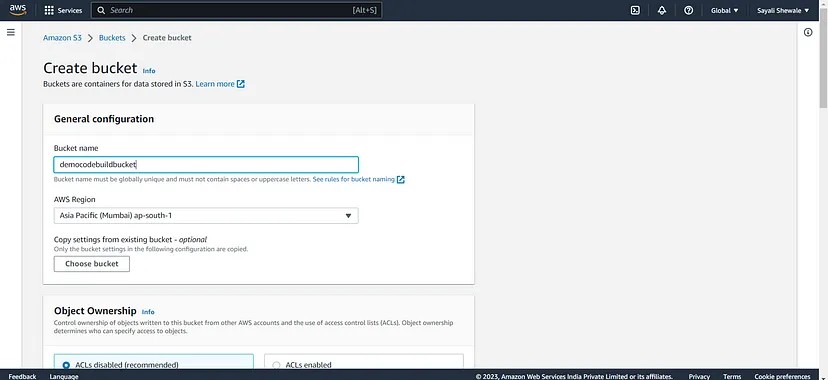 aws
Services
Search
[Alt+S]
Global
Sayali Shewale
Amazon S3
Buckets
Create bucket
Create bucket Info
Buckets are containers for data stored in S3. Learn more
General configuration
Bucket name
democodebuildbucket
Bucket name must be globally unique and must not contain spaces or uppercase letters. See rules for bucket naming
AWS Region
Asia Pacific (Mumbai) ap-south-1
Copy settings from existing bucket - optional
Only the bucket settings in the following configuration are copied.
Choose bucket
Object Ownership Info
Control ownership of objects written to this bucket from other AWS accounts and the use of access control lists (ACLs). Object ownership
determines who can specify access to objects.
ACLs disabled (recommended)
ACLs enabled
Feedback
Language
© 2023, Amazon Web Services India Private Limited or its affiliates.
Privacy
Terms
Cookie preferences